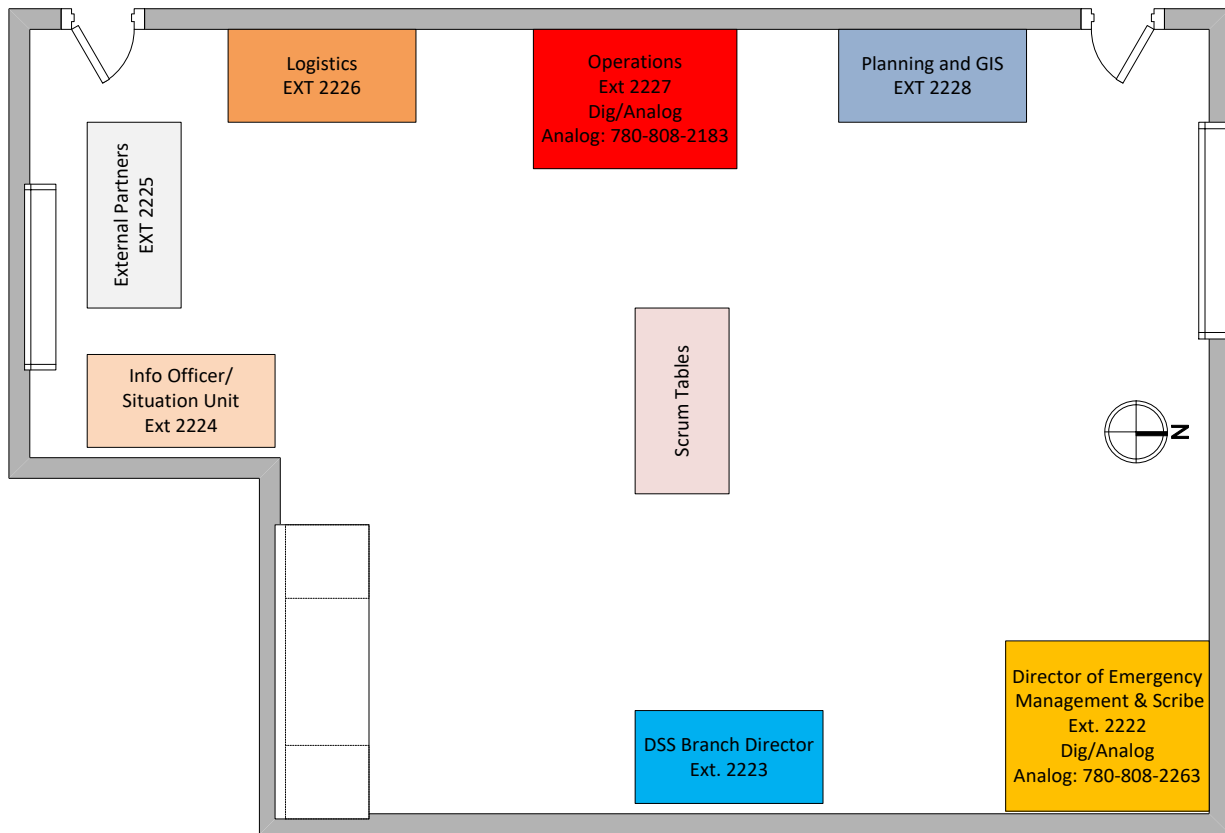 Logistics
EXT 2226
Operations
Ext 2227
Dig/Analog
Analog: 780-808-2183
Planning and GIS
EXT 2228
External Partners
EXT 2225
Info Officer/
Situation Unit
Ext 2224
Scrum Tables
N
DSS Branch Director
Ext. 2223
Director of Emergency
Management & Scribe
Ext. 2222
Dig/Analog
Analog: 780-808-2263